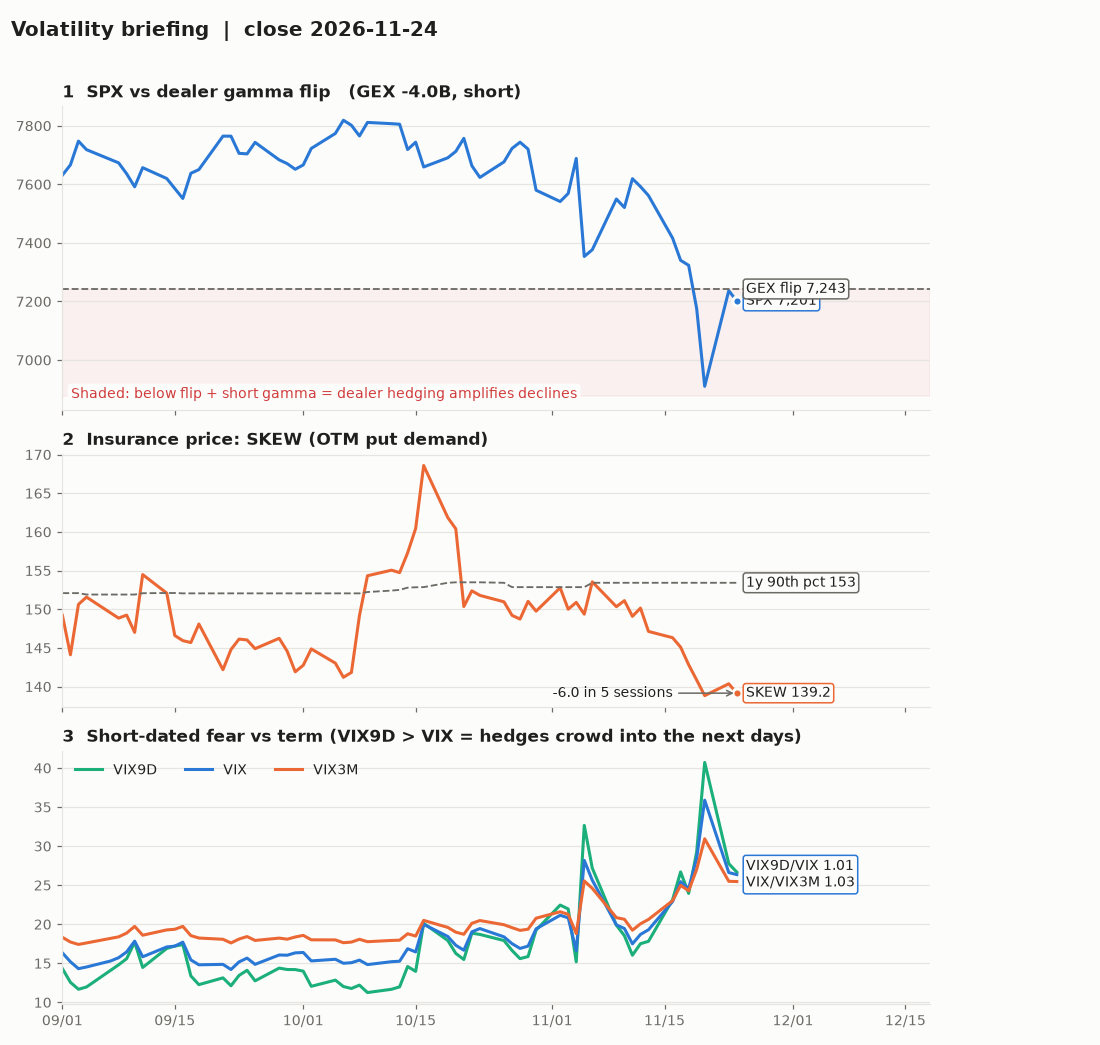 Volatility briefing | close 2026-11-24
1 SPX vs dealer gamma flip (GEX -4.0B, short)
7800
7600
7400
7200
7000
GEX flip 7,243
SPX 7,201
Shaded: below flip + short gamma = dealer hedging amplifies declines
2 Insurance price: SKEW (OTM put demand)
170
165
160
155
150
145
140
1y 90th pct 153
-6.0 in 5 sessions
SKEW 139.2
3 Short-dated fear vs term (VIX9D > VIX = hedges crowd into the next days)
VIX9D VIX VIX3M
40
35
30
25
20
15
10
VIX9D/VIX 1.01
VIX/VIX3M 1.03
09/01 09/15 10/01 10/15 11/01 11/15 12/01 12/15